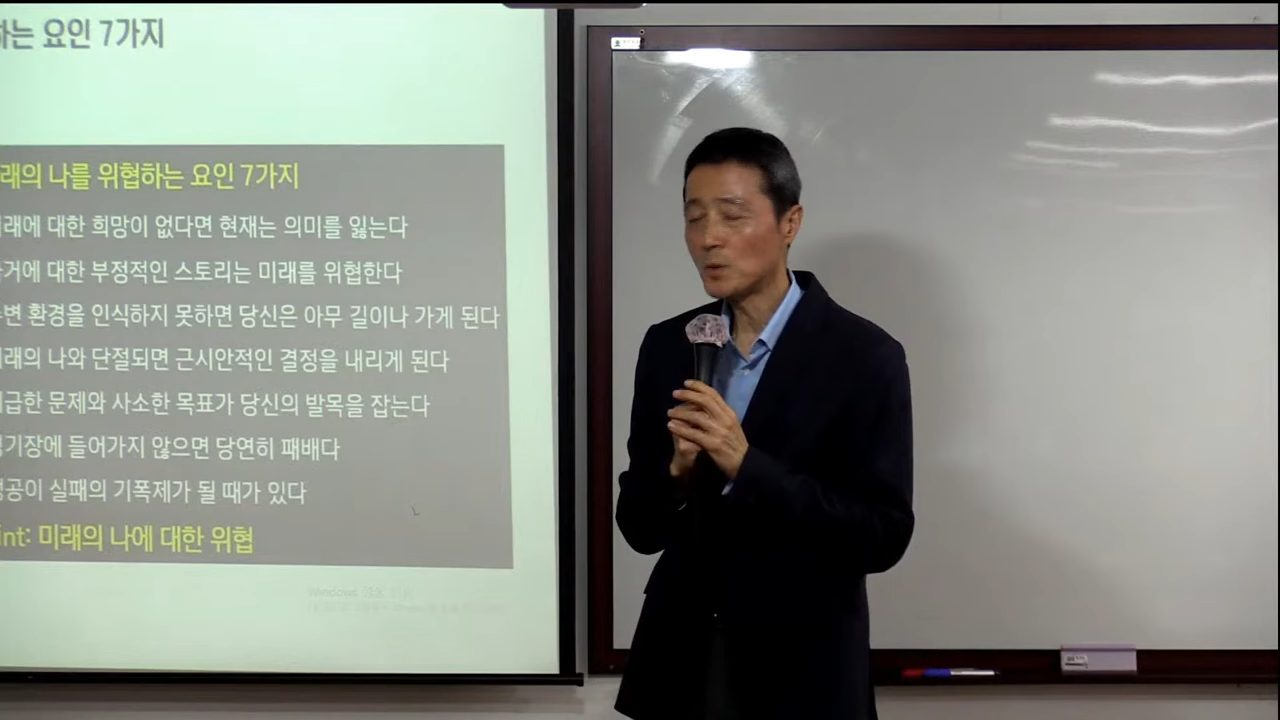 하는 요인 7가지
래의 나를 위협하는 요인 7가지
래에 대한 희망이 없다면 현재는 의미를 잃는다
거에 대한 부정적인 스토리는 미래를 위협한다
변 환경을 인식하지 못하면 당신은 아무 길이나 가게 된다
래의 나와 단절되면 근시안적인 결정을 내리게 된다
급한 문제와 사소한 목표가 당신의 발목을 잡는다
기장에 들어가지 않으면 당연히 패배다
공이 실패의 기폭제가 될 때가 있다
int: 미래의 나에 대한 위협
Windows